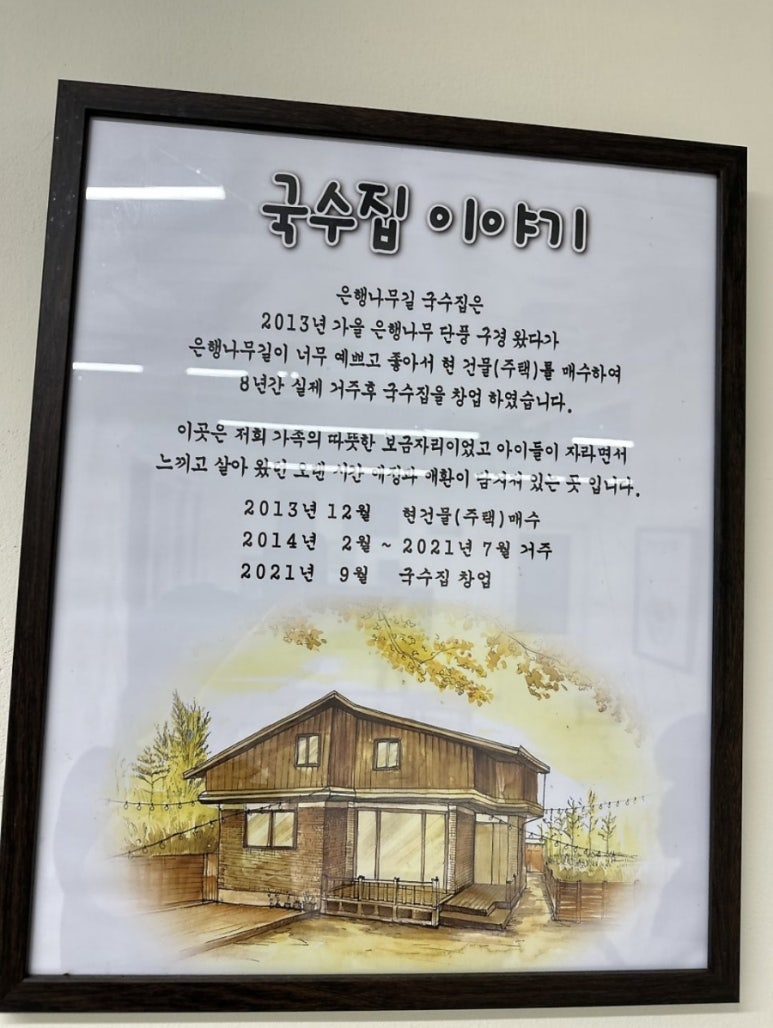 국수집 이야기
은행나무길 국수집은
2013년 가을 은행나무 단풍 구경 왔다가
은행나무길이 너무 예쁘고 좋아서 현 건물(주택)를 매수하여
8년간 실제 거주후 국수집을 창업 하였습니다.
이곳은 저희 가족의 따뜻한 보금자리이었고 아이들이 자라면서
느끼고 살아 왔던 오랜 시간 애정과 애환이 담겨져 있는 곳 입니다.
2013년 12월 현건물(주택)매수
2014년 2월 ~ 2021년 7월 거주
2021년 9월 국수집 창업